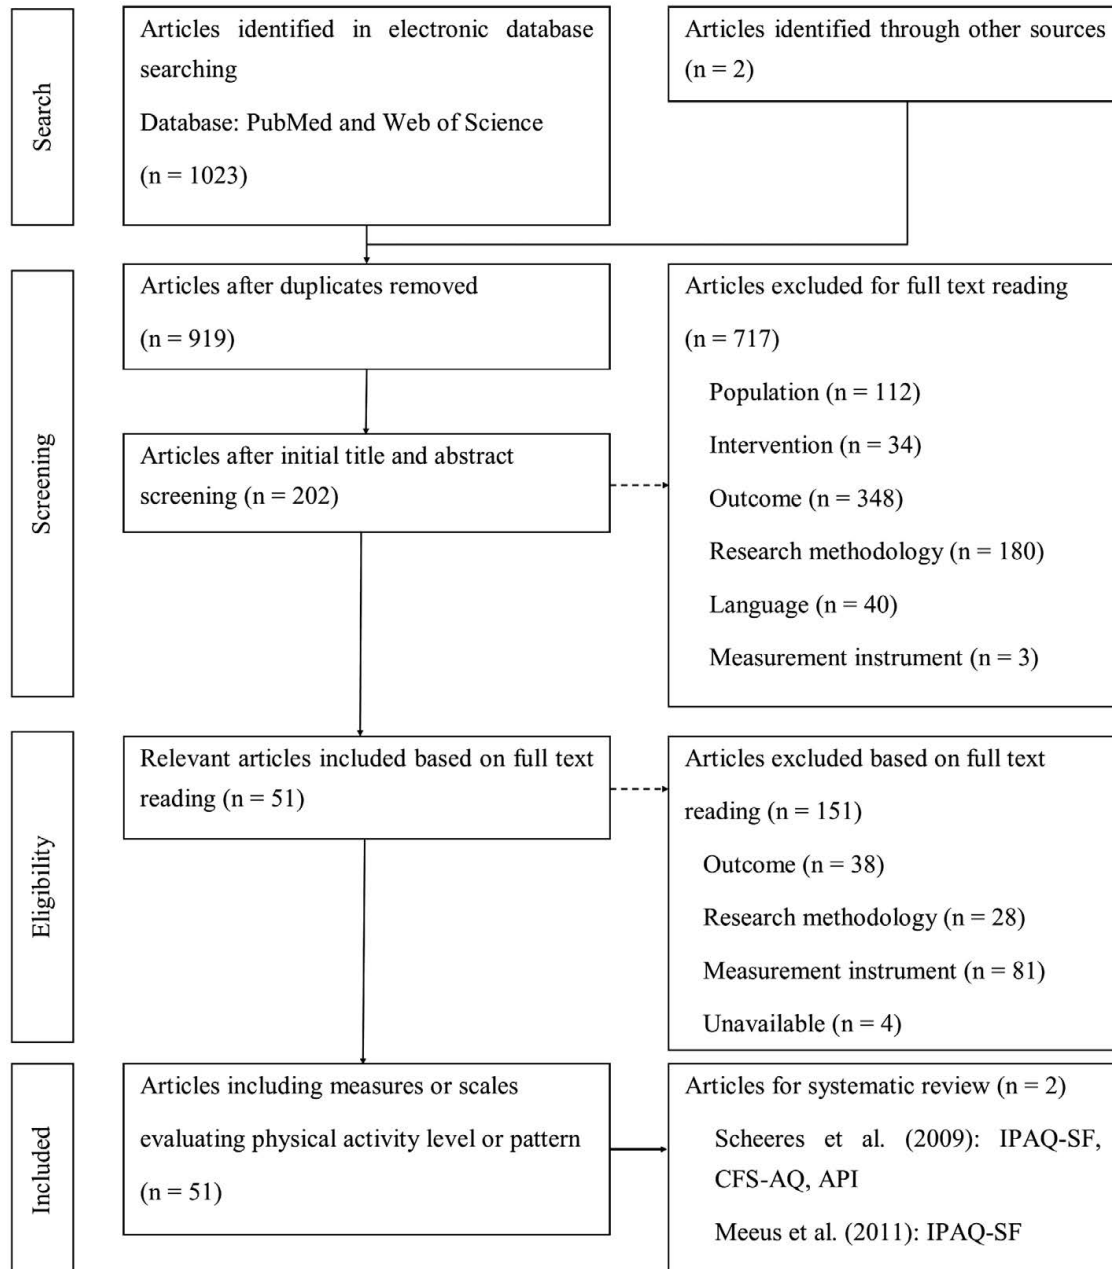 Search
Articles identified in electronic database
searching
Database: PubMed and Web of Science
(n = 1023)
Articles identified through other sources
(n = 2)
Screening
Articles after duplicates removed
(n = 919)
Articles after initial title and abstract
screening (n = 202)
Articles excluded for full text reading
(n = 717)
Population (n = 112)
Intervention (n = 34)
Outcome (n = 348)
Research methodology (n = 180)
Language (n = 40)
Measurement instrument (n = 3)
Eligibility
Relevant articles included based on full text
reading (n = 51)
Articles excluded based on full text
reading (n = 151)
Outcome (n = 38)
Research methodology (n = 28)
Measurement instrument (n = 81)
Unavailable (n = 4)
Included
Articles including measures or scales
evaluating physical activity level or pattern
(n = 51)
Articles for systematic review (n = 2)
Scheeres et al. (2009): IPAQ-SF,
CFS-AQ, API
Meeus et al. (2011): IPAQ-SF